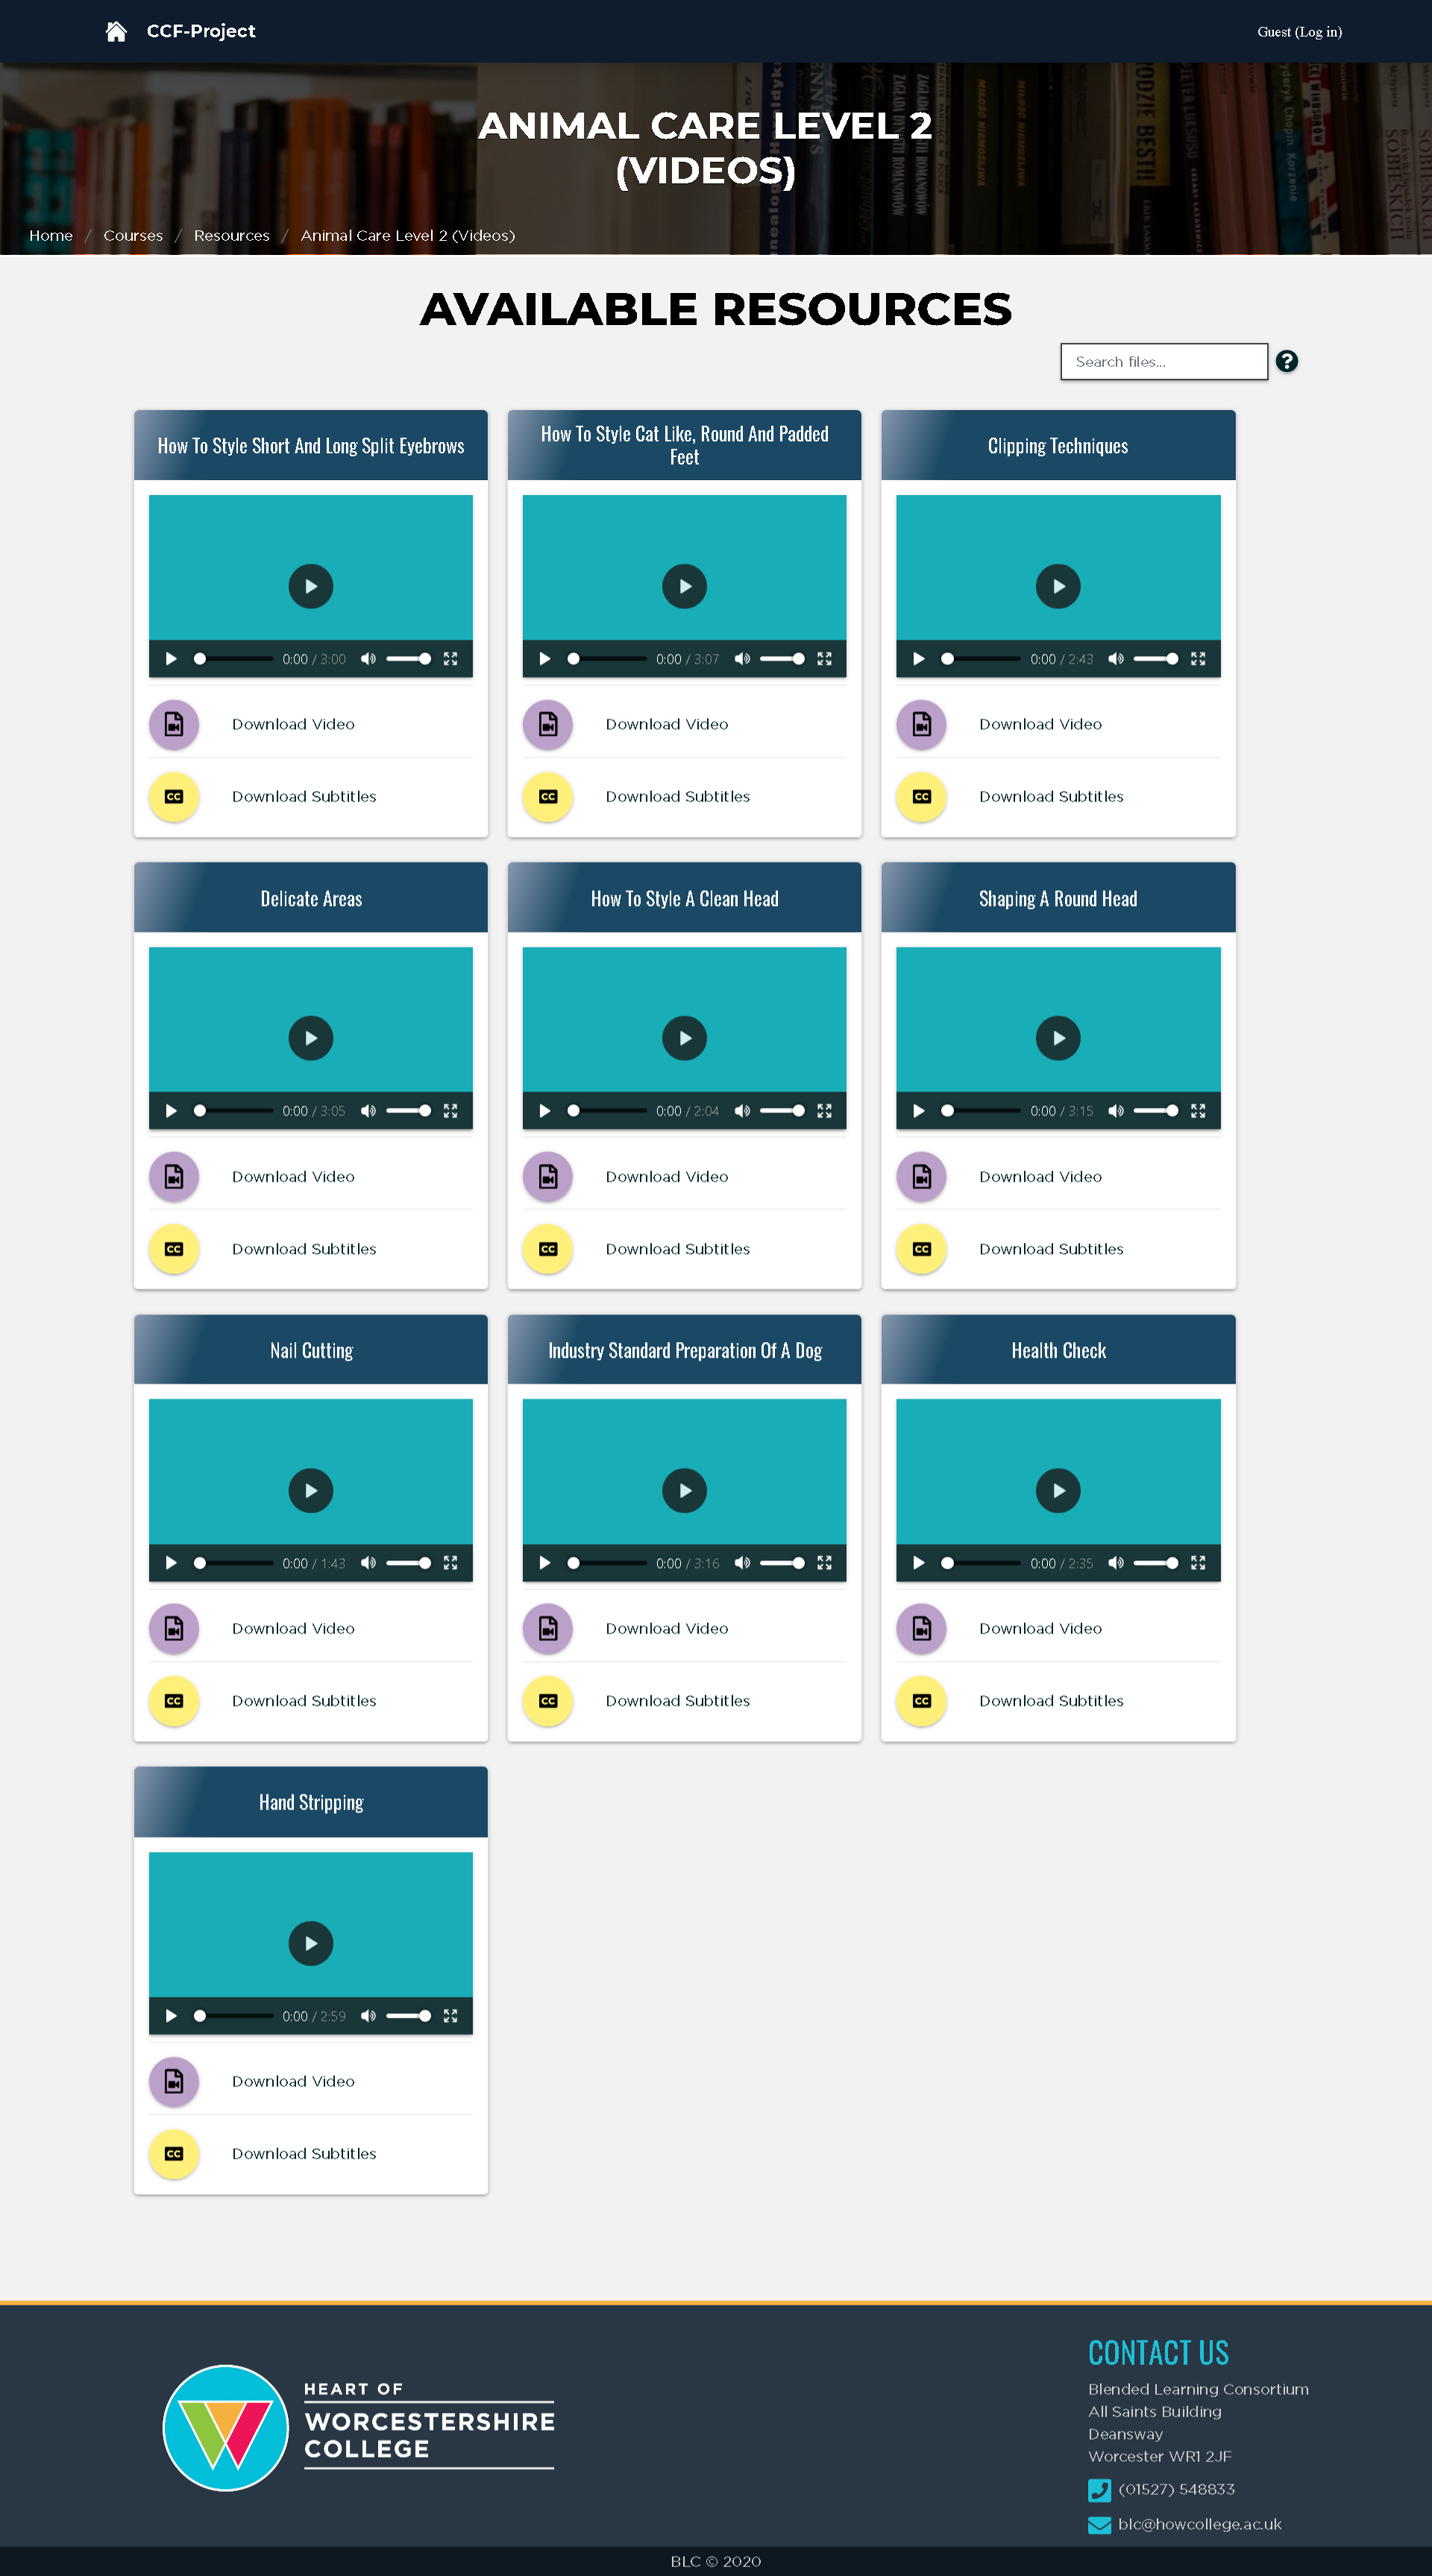 CCF-Project
Guest (Log in)
ANIMAL CARE LEVEL 2
(VIDEOS)
Home / Courses / Resources / Animal Care Level 2 (Videos)
AVAILABLE RESOURCES
Search files...
How To Style Short And Long Split Eyebrows
0:00 / 3:00
Download Video
Download Subtitles
How To Style Cat Like, Round And Padded
Feet
0:00 / 3:07
Download Video
Download Subtitles
Clipping Techniques
0:00 / 2:43
Download Video
Download Subtitles
Delicate Areas
0:00 / 3:05
Download Video
Download Subtitles
How To Style A Clean Head
0:00 / 2:04
Download Video
Download Subtitles
Shaping A Round Head
0:00 / 3:15
Download Video
Download Subtitles
Nail Cutting
0:00 / 1:43
Download Video
Download Subtitles
Industry Standard Preparation Of A Dog
0:00 / 3:16
Download Video
Download Subtitles
Health Check
0:00 / 2:35
Download Video
Download Subtitles
Hand Stripping
0:00 / 2:59
Download Video
Download Subtitles
HEART OF
WORCESTERSHIRE
COLLEGE
CONTACT US
Blended Learning Consortium
All Saints Building
Deansway
Worcester WR1 2JF
(01527) 548833
blc@howcollege.ac.uk
BLC © 2020